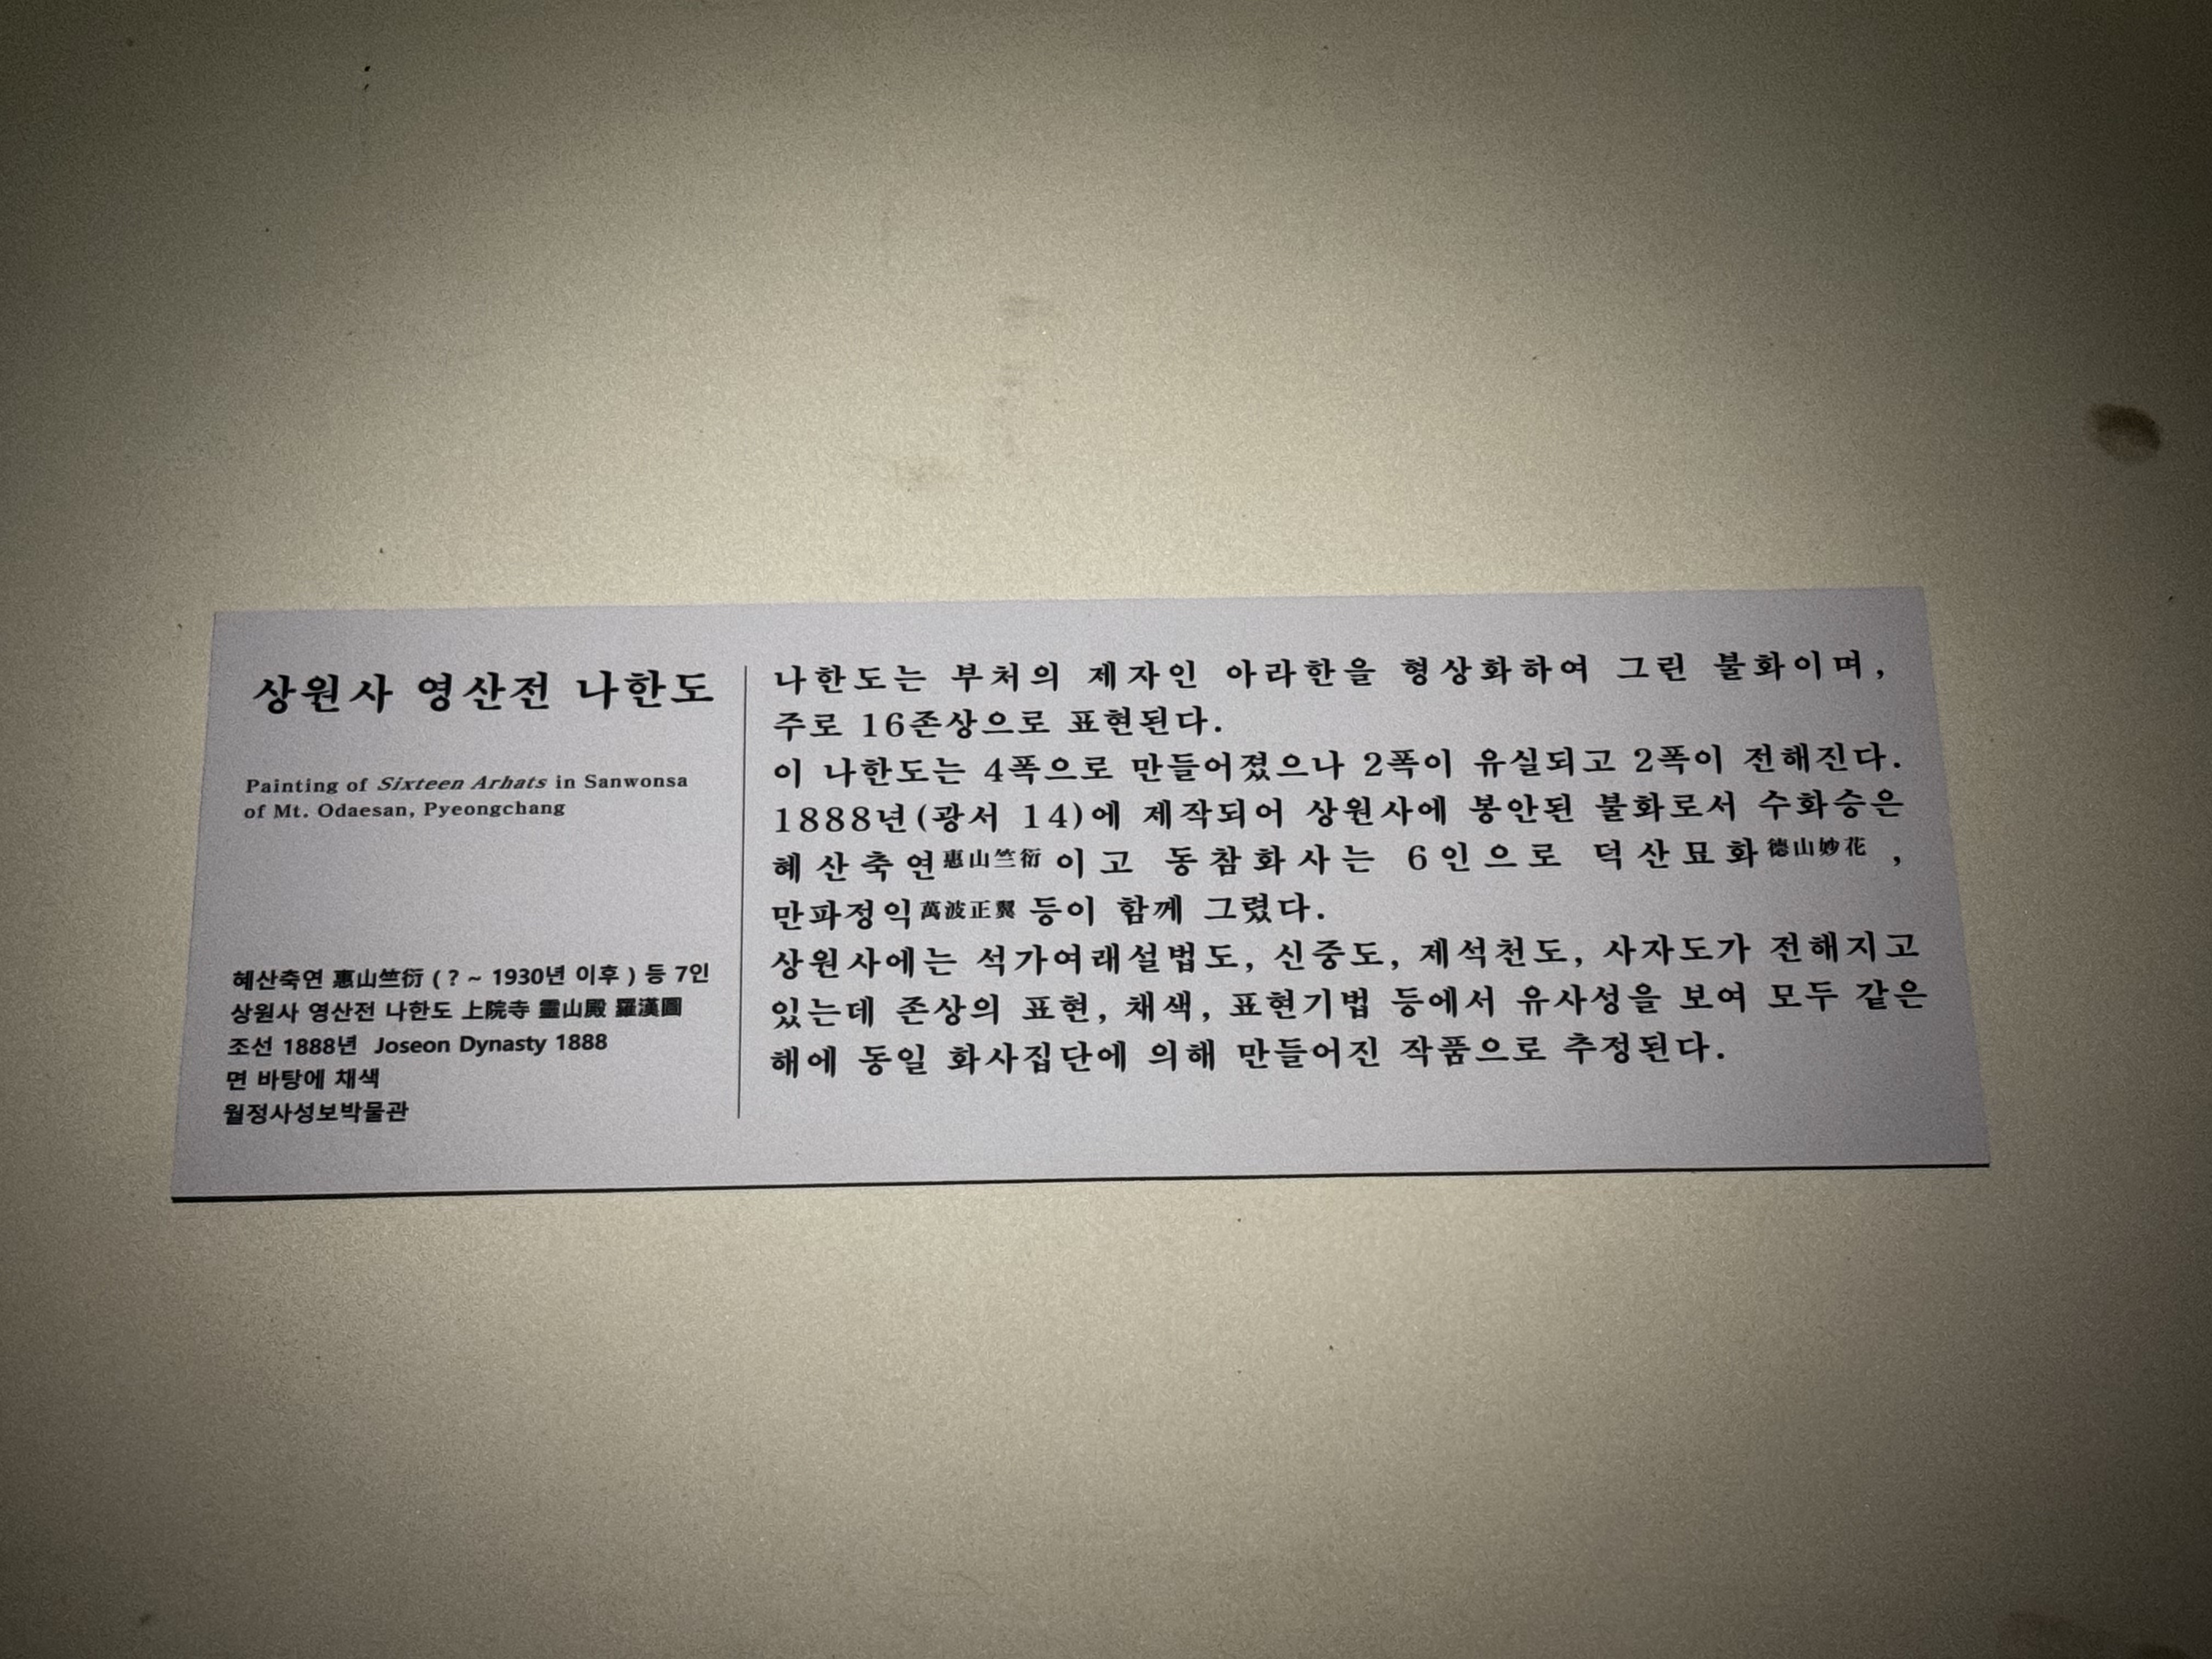 상원사 영산전 나한도
Painting of Sixteen Arhats in Sanwonsa
of Mt. Odaesan, Pyeongchang
혜산축연 惠山竺衍 ( ? ~ 1930년 이후 ) 등 7인
상원사 영산전 나한도 上院寺 靈山殿 羅漢圖
조선 1888년 Joseon Dynasty 1888
면 바탕에 채색
월정사성보박물관
나한도는 부처의 제자인 아라한을 형상화하여 그린 불화이며,
주로 16존상으로 표현된다.
이 나한도는 4폭으로 만들어졌으나 2폭이 유실되고 2폭이 전해진다.
1888년(광서 14)에 제작되어 상원사에 봉안된 불화로서 수화승은
혜산축연惠山竺衍이고 동참화사는 6인으로 덕산묘화德山妙花,
만파정익萬波正翼 등이 함께 그렸다.
상원사에는 석가여래설법도, 신중도, 제석천도, 사자도가 전해지고
있는데 존상의 표현, 채색, 표현기법 등에서 유사성을 보여 모두 같은
해에 동일 화사집단에 의해 만들어진 작품으로 추정된다.